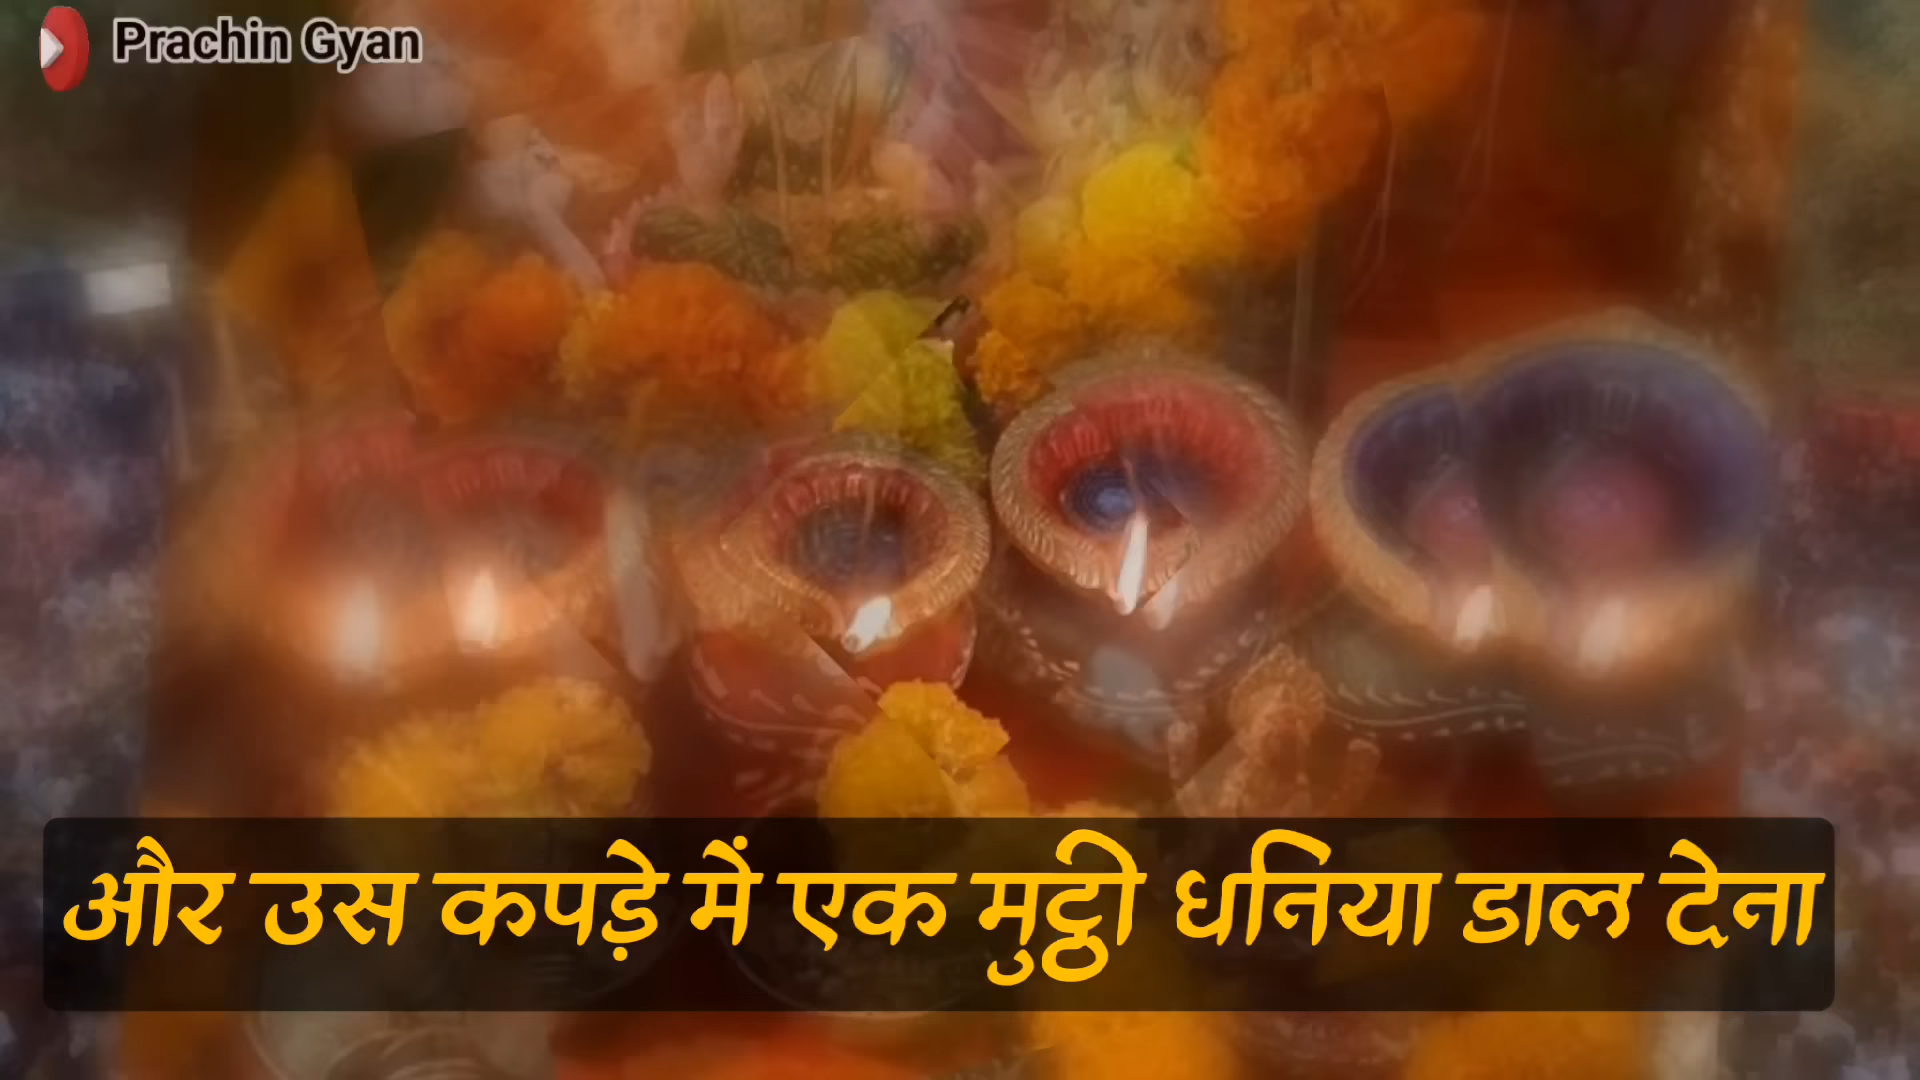 Prachin Gyan
और उस कपड़े में एक मुट्ठी धनिया डाल देना